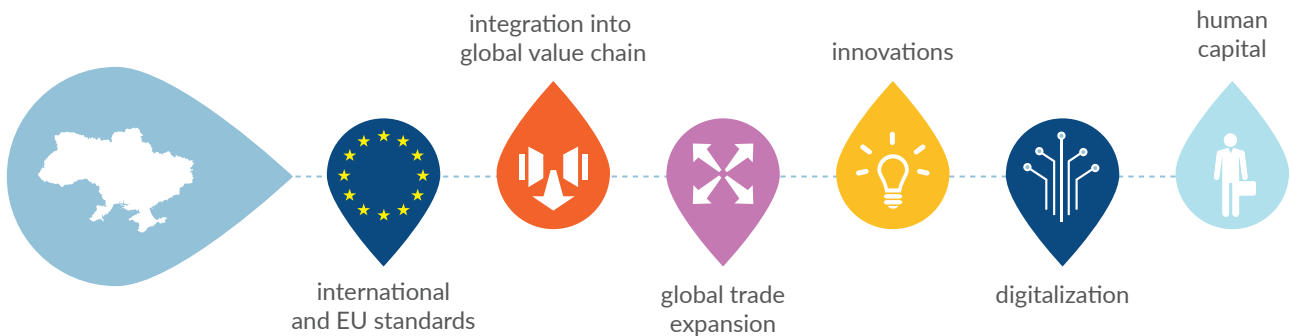 international
and EU standards
integration into
global value chain
global trade
expansion
innovations
digitalization
human
capital